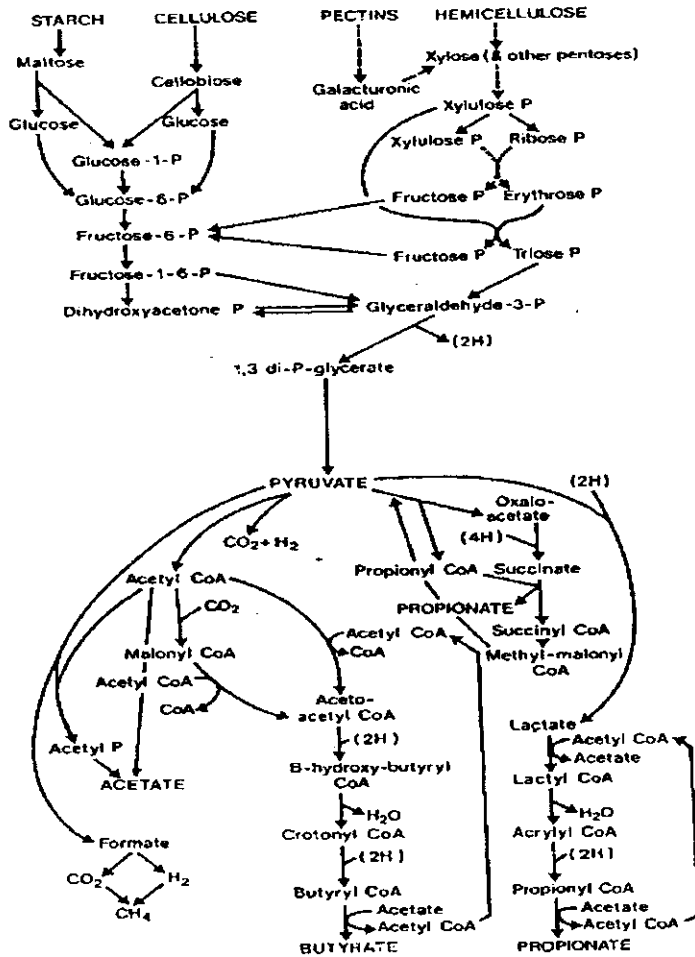 STARCH CELLULOSE PECTINS HEMICELLULOSE
Maltose Xylose (& other pentoses)
Cellobiose Galacturonic
acid
Xylulose P
Glucose Glucose
Xylulose P Ribose P
Glucose-1-P
Glucose-6-P Fructose P Erythrose P
Fructose-6-P
Fructose P Triose P
Fructose-1-6-P
Dihydroxyacetone P Glyceraldehyde-3-P
(2H)
1,3 di-P-glycerate
PYRUVATE (2H)
Oxalo-
acetate
CO2+H2 (4H)
Acetyl CoA Propionyl CoA Succinate
CO2 PROPIONATE
Acetyl CoA Succinyl CoA
Malonyl CoA CoA Methyl-malonyl
CoA
Acetyl CoA
CoA
Aceto-
acetyl CoA
Lactate
Acetyl P (2H) Acetyl CoA
Acetate
ACETATE B-hydroxy-butyryl
CoA
Lactyl CoA
H2O H2O
Formate Crotonyl CoA Acrylyl CoA
(2H) (2H)
CO2 H2
Butyryl CoA Propionyl CoA
CH4 Acetate Acetate
Acetyl CoA Acetyl CoA
BUTYRATE PROPIONATE